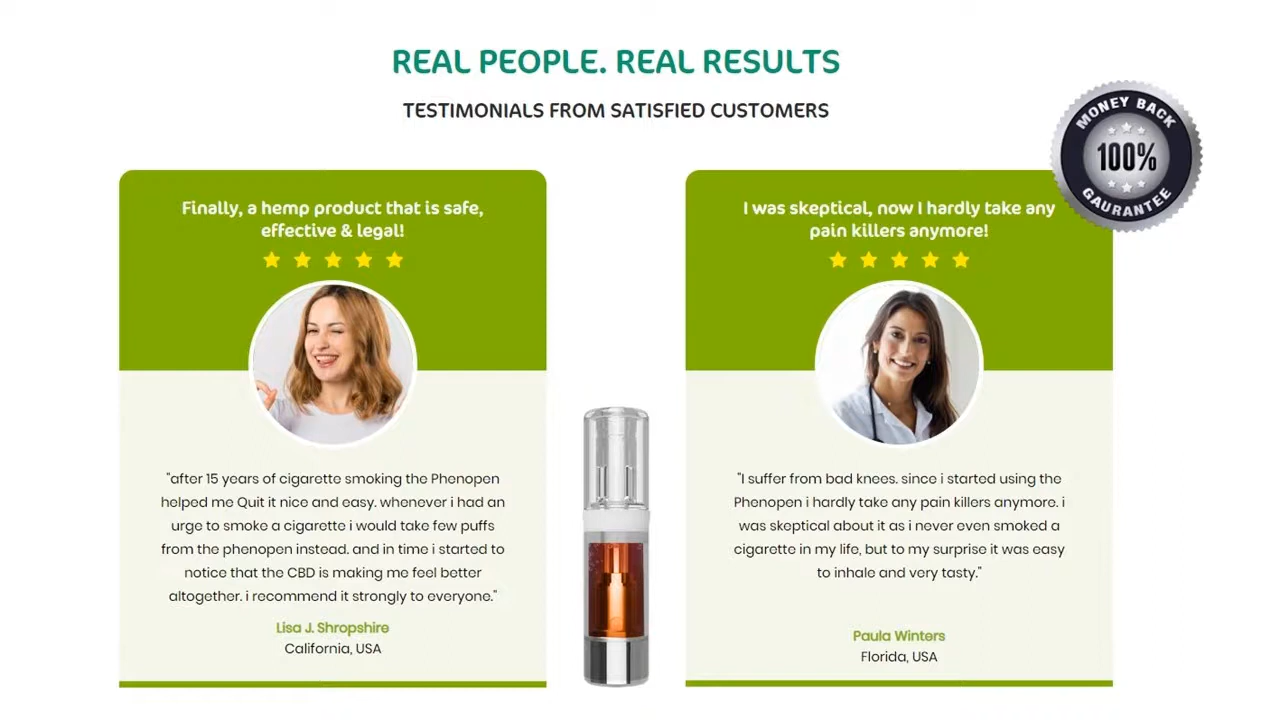 REAL PEOPLE. REAL RESULTS
TESTIMONIALS FROM SATISFIED CUSTOMERS
MONEY BACK
100%
GAURANTEE
Finally, a hemp product that is safe,
effective & legal!
"after 15 years of cigarette smoking the Phenopen
helped me Quit it nice and easy. whenever i had an
urge to smoke a cigarette i would take few puffs
from the phenopen instead. and in time i started to
notice that the CBD is making me feel better
altogether. i recommend it strongly to everyone."
Lisa J. Shropshire
California, USA
I was skeptical, now I hardly take any
pain killers anymore!
"I suffer from bad knees. since i started using the
Phenopen i hardly take any pain killers anymore. i
was skeptical about it as i never even smoked a
cigarette in my life, but to my surprise it was easy
to inhale and very tasty."
Paula Winters
Florida, USA